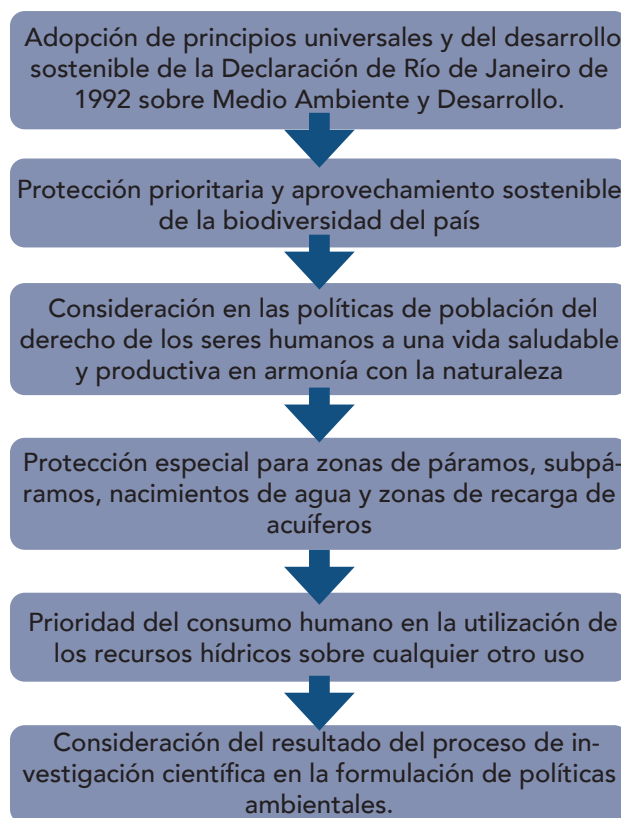 Adopción de principios universales y del desarrollo
sostenible de la Declaración de Río de Janeiro de
1992 sobre Medio Ambiente y Desarrollo.
Protección prioritaria y aprovechamiento sostenible
de la biodiversidad del país
Consideración en las políticas de población del
derecho de los seres humanos a una vida saludable
y productiva en armonía con la naturaleza
Protección especial para zonas de páramos, subpá-
ramos, nacimientos de agua y zonas de recarga de
acuíferos
Prioridad del consumo humano en la utilización de
los recursos hídricos sobre cualquier otro uso
Consideración del resultado del proceso de in-
vestigación científica en la formulación de políticas
ambientales.